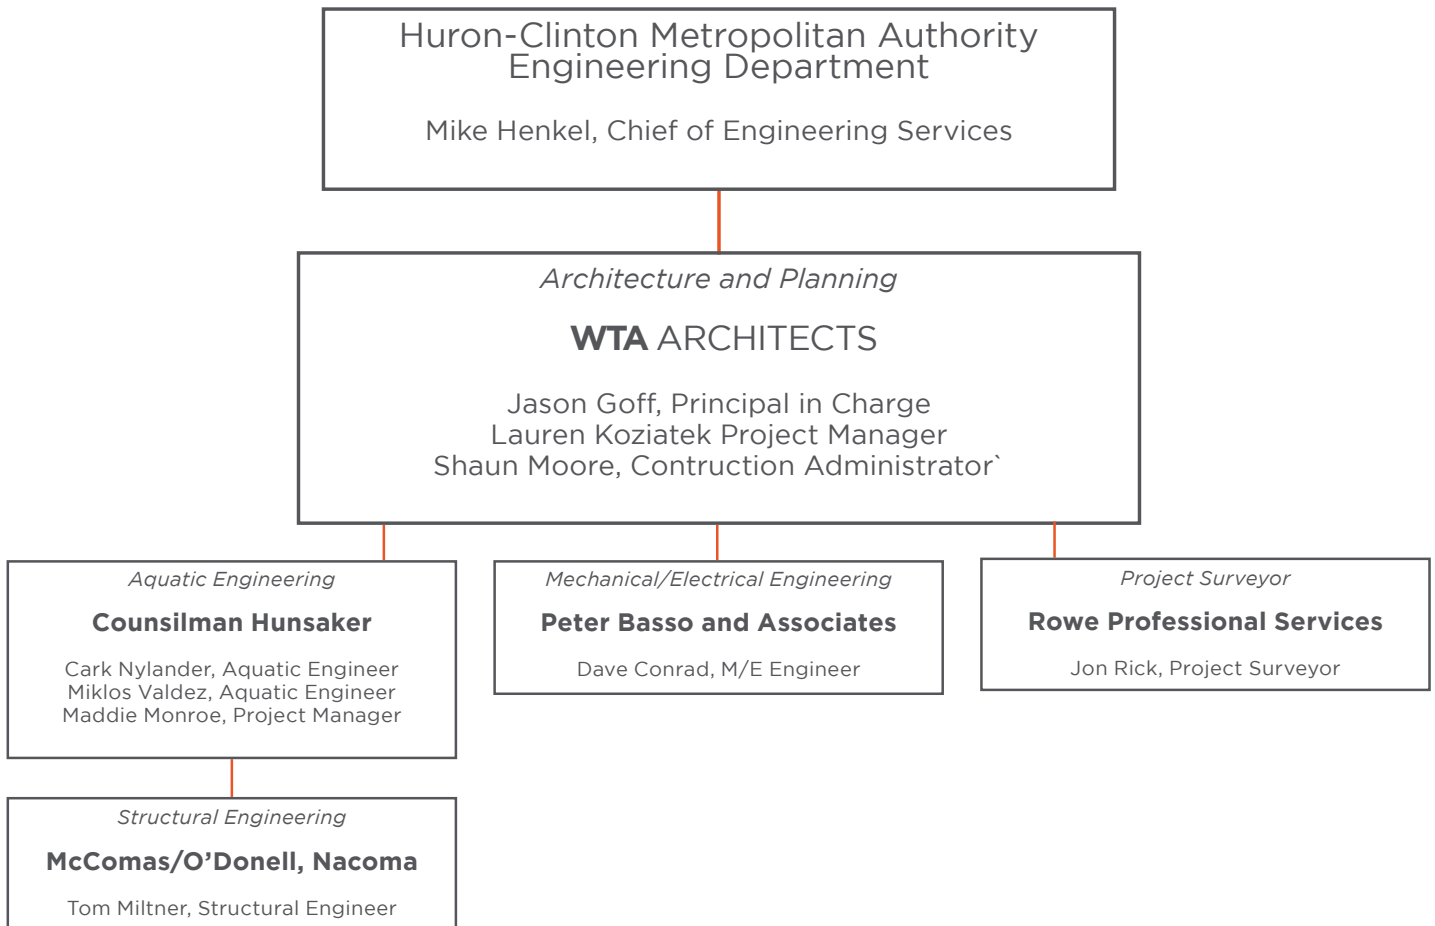 Huron-Clinton Metropolitan Authority
Engineering Department
Mike Henkel, Chief of Engineering Services
Architecture and Planning
WTA ARCHITECTS
Jason Goff, Principal in Charge
Lauren Koziatek Project Manager
Shaun Moore, Contruction Administrator`
Aquatic Engineering
Counsilman Hunsaker
Cark Nylander, Aquatic Engineer
Miklos Valdez, Aquatic Engineer
Maddie Monroe, Project Manager
Mechanical/Electrical Engineering
Peter Basso and Associates
Dave Conrad, M/E Engineer
Project Surveyor
Rowe Professional Services
Jon Rick, Project Surveyor
Structural Engineering
McComas/O’Donell, Nacoma
Tom Miltner, Structural Engineer